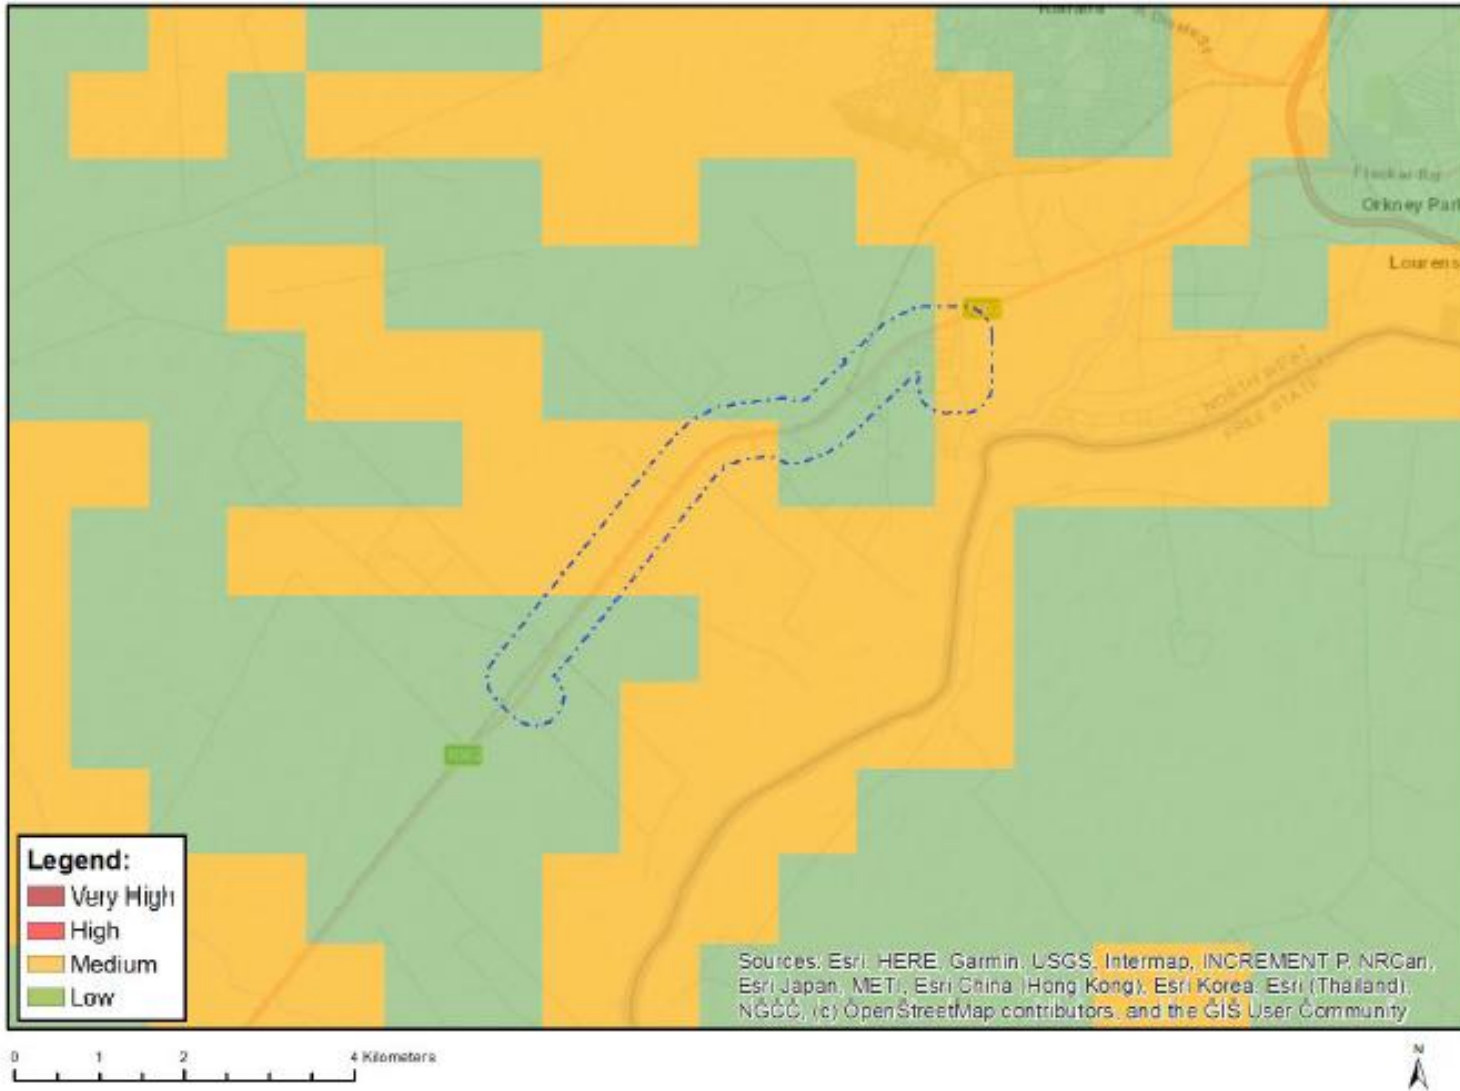 Orkney Park
Lourens
NORTH WEST
FREE STATE
Legend:
Very High
High
Medium
Low
Sources: Esri, HERE, Garmin, USGS, Intermap, INCREMENT P, NRCan,
Esri Japan, METI, Esri China (Hong Kong), Esri Korea, Esri (Thailand),
NGCC, (c) OpenStreetMap contributors, and the GIS User Community
0 1 2 4 Kilometers
N